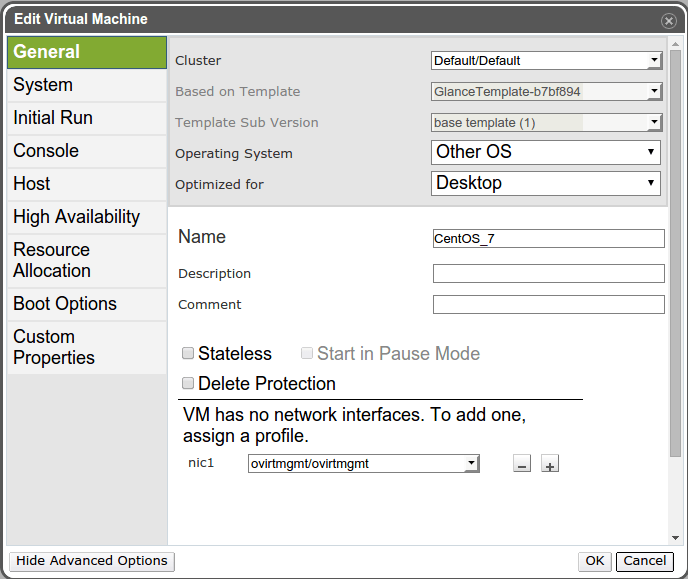 Edit Virtual Machine
General
System
Initial Run
Console
Host
High Availability
Resource
Allocation
Boot Options
Custom
Properties
Cluster Default/Default
Based on Template GlanceTemplate-b7bf894
Template Sub Version base template (1)
Operating System Other OS
Optimized for Desktop
Name CentOS_7
Description
Comment
Stateless Start in Pause Mode
Delete Protection
VM has no network interfaces. To add one,
assign a profile.
nic1 ovirtmgmt/ovirtmgmt − +
Hide Advanced Options OK Cancel